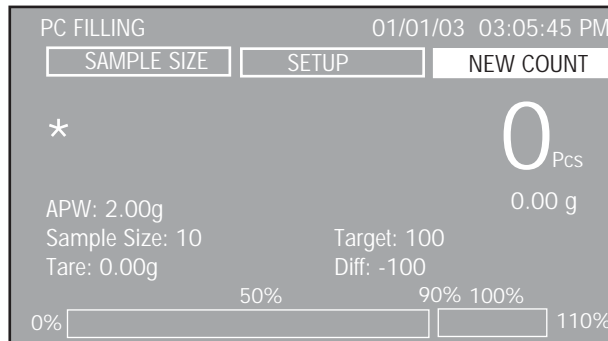 PC FILLING 01/01/03 03:05:45 PM
SAMPLE SIZE SETUP NEW COUNT
* 0 Pcs
0.00 g
APW: 2.00g
Sample Size: 10 Target: 100
Tare: 0.00g Diff: -100
50% 90% 100%
0% 110%